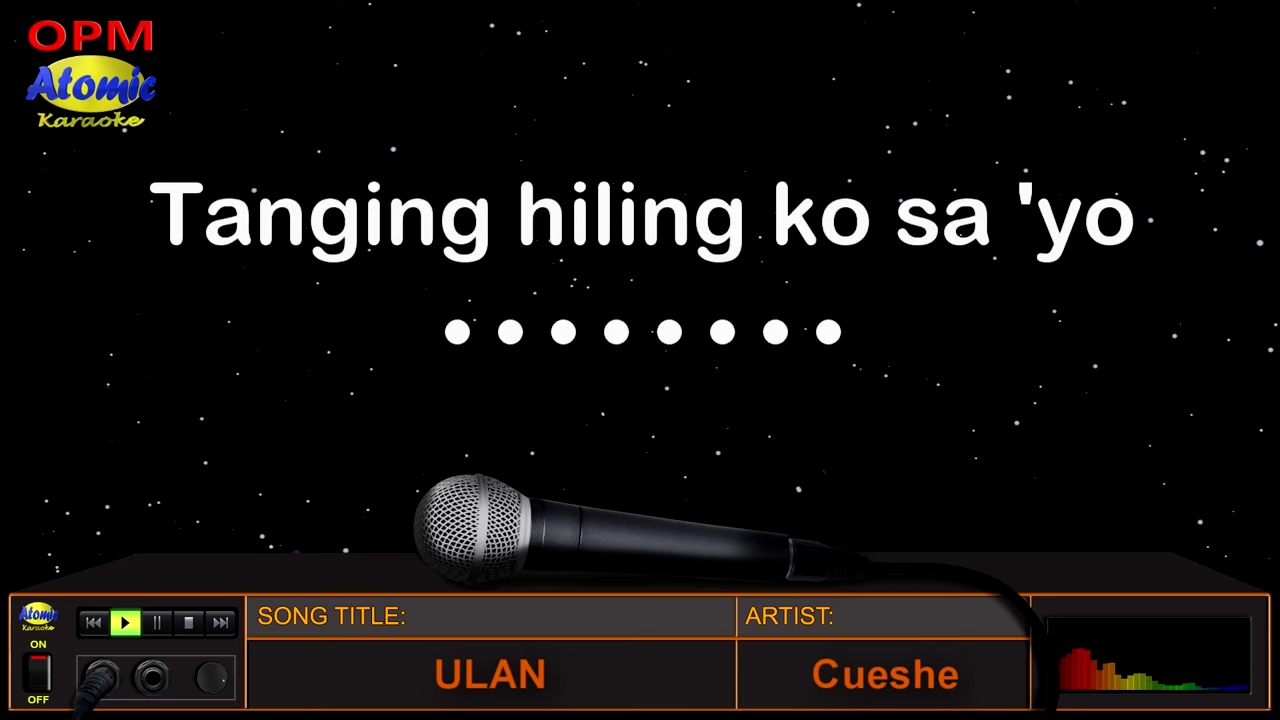 OPM
Atomic
Karaoke
Tanging hiling ko sa 'yo
● ● ● ● ● ● ● ●
Atomic
Karaoke
ON
OFF
SONG TITLE:
ARTIST:
ULAN
Cueshe